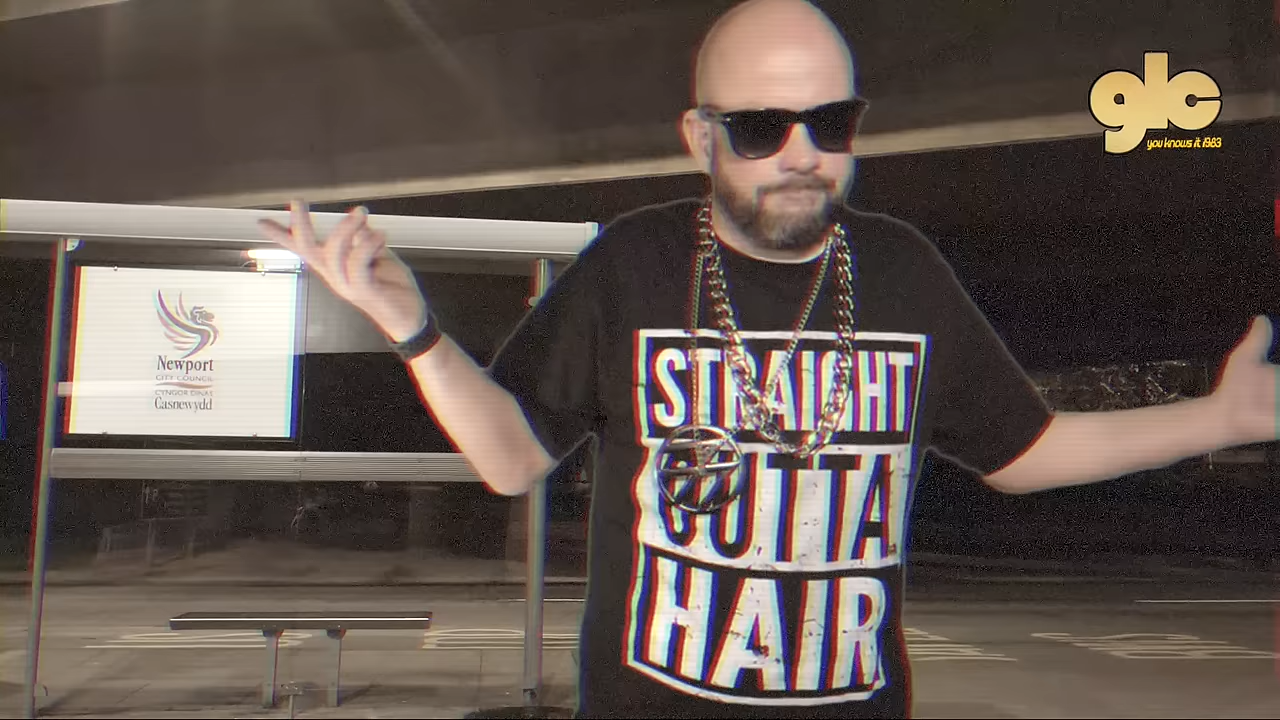 glc
you knows it 1983
Newport
CITY COUNCIL
CYNGOR DINAS
Casnewydd
STRAIGHT
OUTTA
HAIR